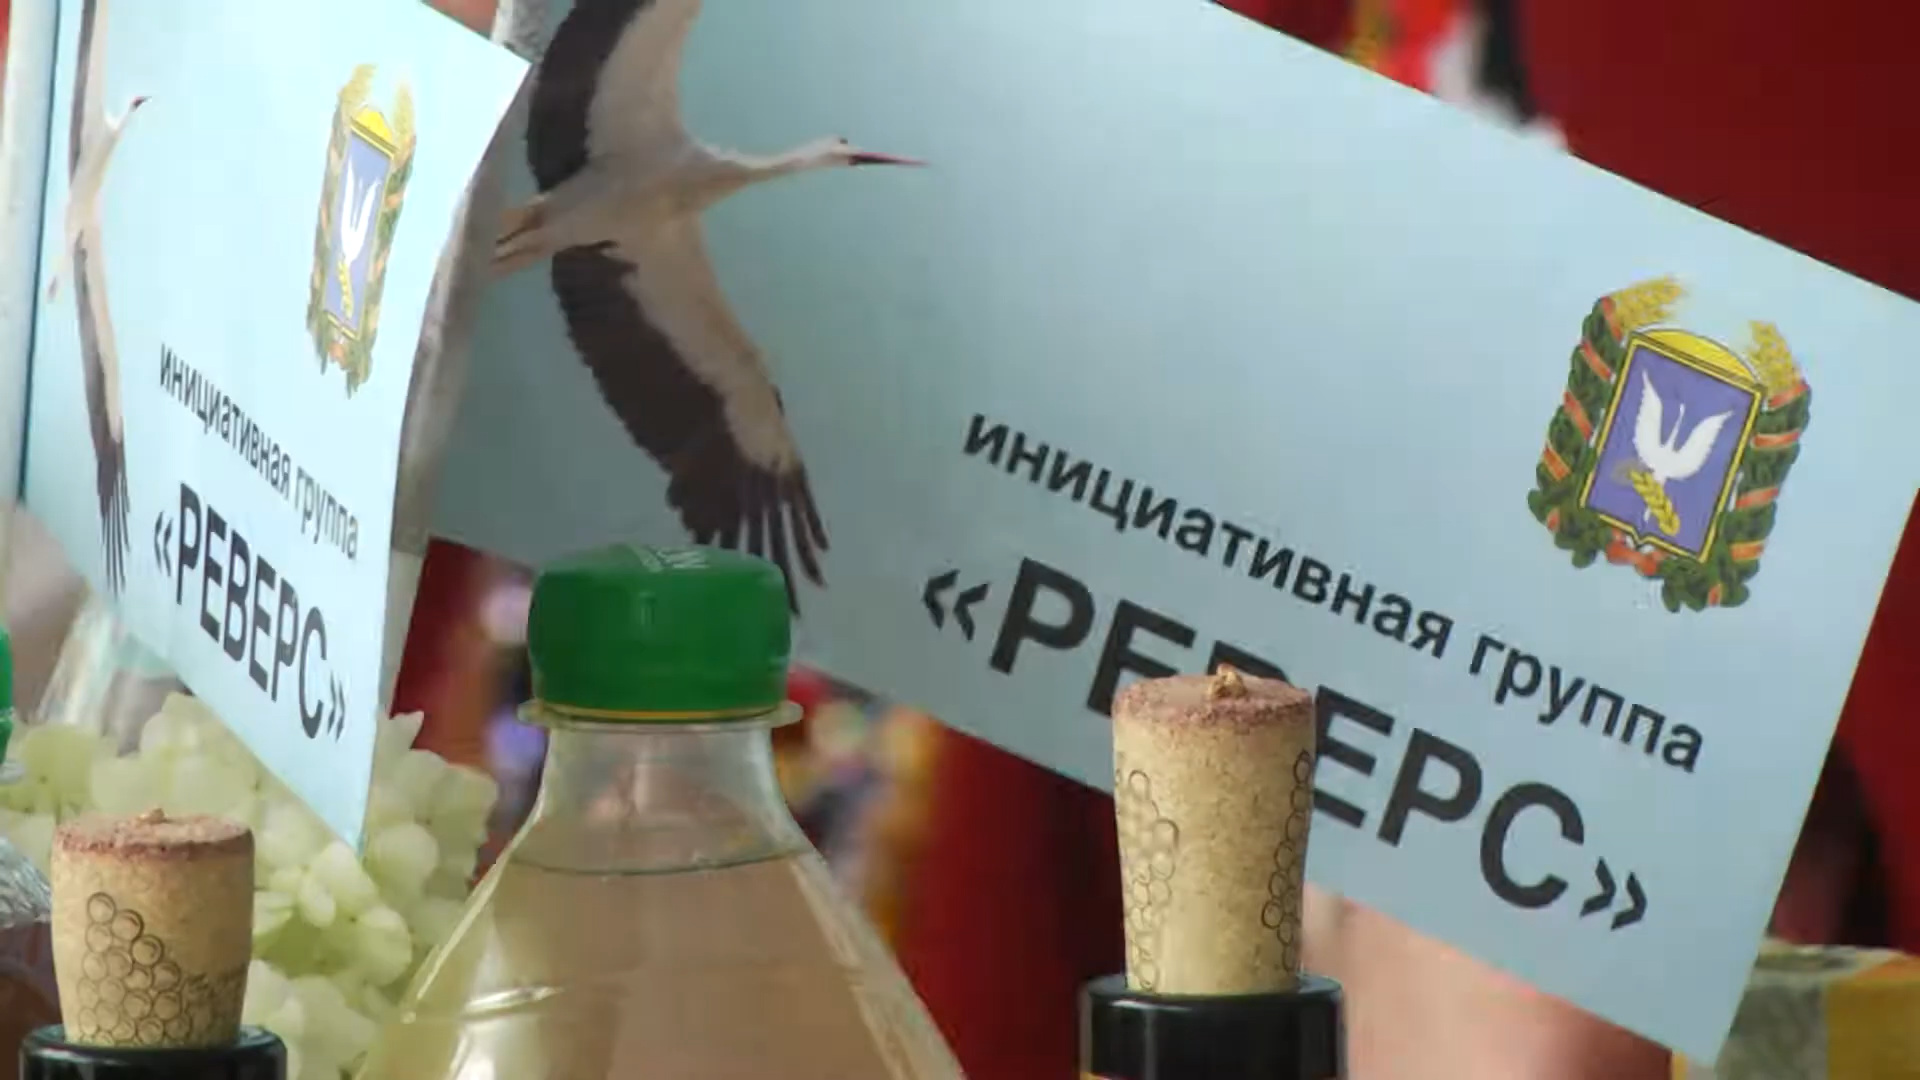 инициативная группа
«РЕВЕРС»
инициативная группа
«РЕВЕРС»